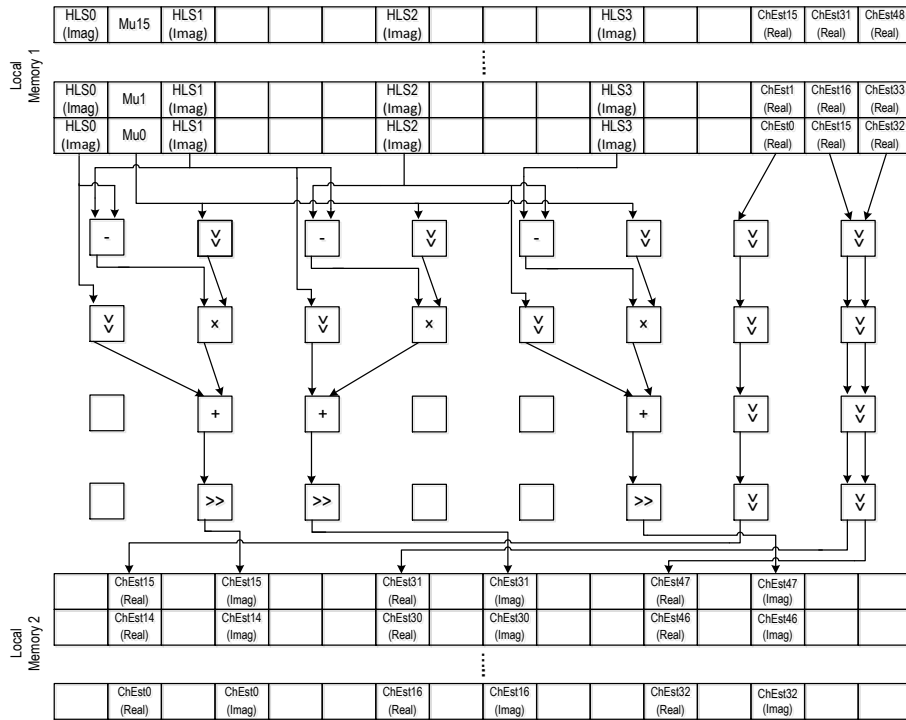 HLS0 Mu15 HLS1 HLS2 HLS3 ChEst15 ChEst31 ChEst48
(Imag) (Imag) (Imag) (Imag) (Real) (Real) (Real)
Local
Memory 1
HLS0 Mu1 HLS1 HLS2 HLS3 ChEst1 ChEst16 ChEst33
(Imag) (Imag) (Imag) (Imag) (Real) (Real) (Real)
HLS0 Mu0 HLS1 HLS2 HLS3 ChEst0 ChEst15 ChEst32
(Imag) (Imag) (Imag) (Imag) (Real) (Real) (Real)
- >> - >> - >> >> >>
>> x >> x >> x >> >>
+ + + >> >>
>> >> >> >> >>
ChEst15 ChEst15 ChEst31 ChEst31 ChEst47 ChEst47
(Real) (Imag) (Real) (Imag) (Real) (Imag)
ChEst14 ChEst14 ChEst30 ChEst30 ChEst46 ChEst46
(Real) (Imag) (Real) (Imag) (Real) (Imag)
Local
Memory 2
ChEst0 ChEst0 ChEst16 ChEst16 ChEst32 ChEst32
(Real) (Imag) (Real) (Imag) (Real) (Imag)